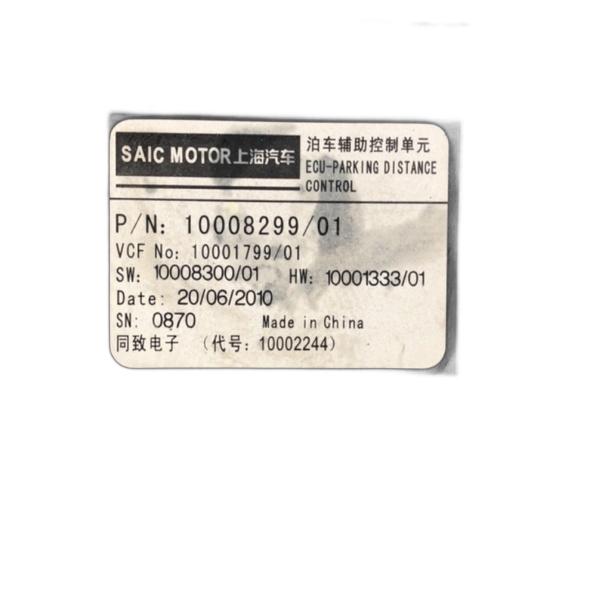 SAIC MOTOR上海汽车
泊车辅助控制单元
ECU-PARKING DISTANCE
CONTROL
P/N: 10008299/01
VCF No: 10001799/01
SW: 10008300/01 HW: 10001333/01
Date: 20/06/2010
SN: 0870 Made in China
同致电子 (代号: 10002244)